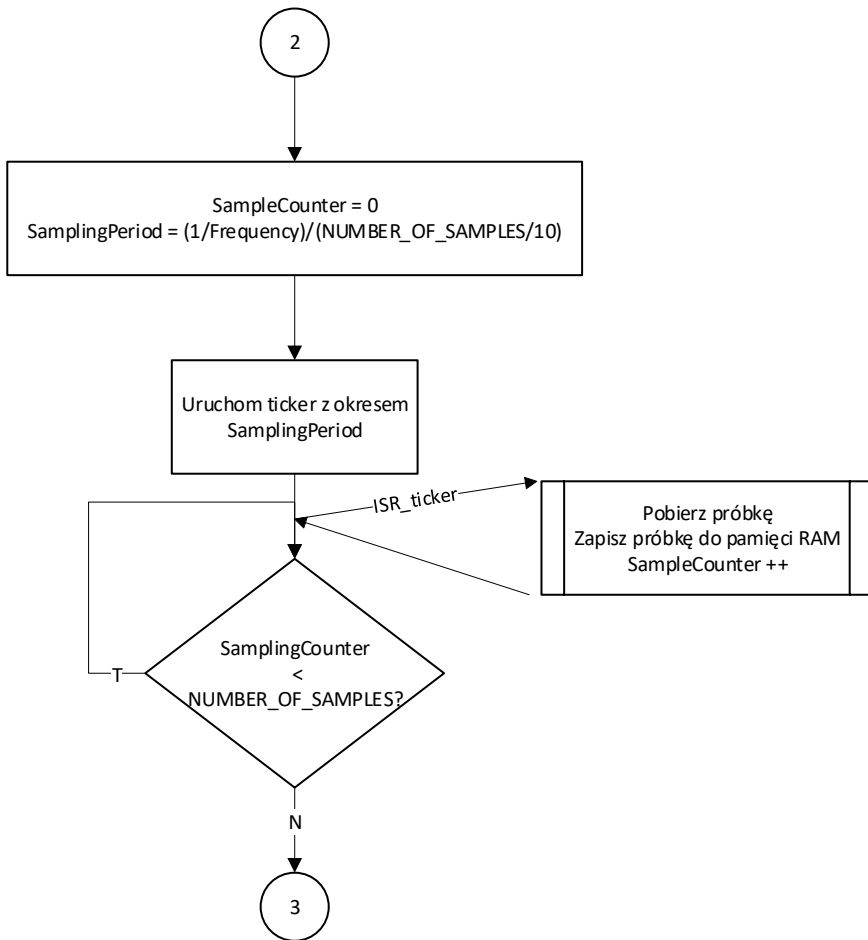 2
SampleCounter = 0
SamplingPeriod = (1/Frequency)/(NUMBER_OF_SAMPLES/10)
Uruchom ticker z okresem
SamplingPeriod
ISR_ticker
Pobierz próbkę
Zapisz próbkę do pamięci RAM
SampleCounter ++
SamplingCounter
<
NUMBER_OF_SAMPLES?
T
N
3